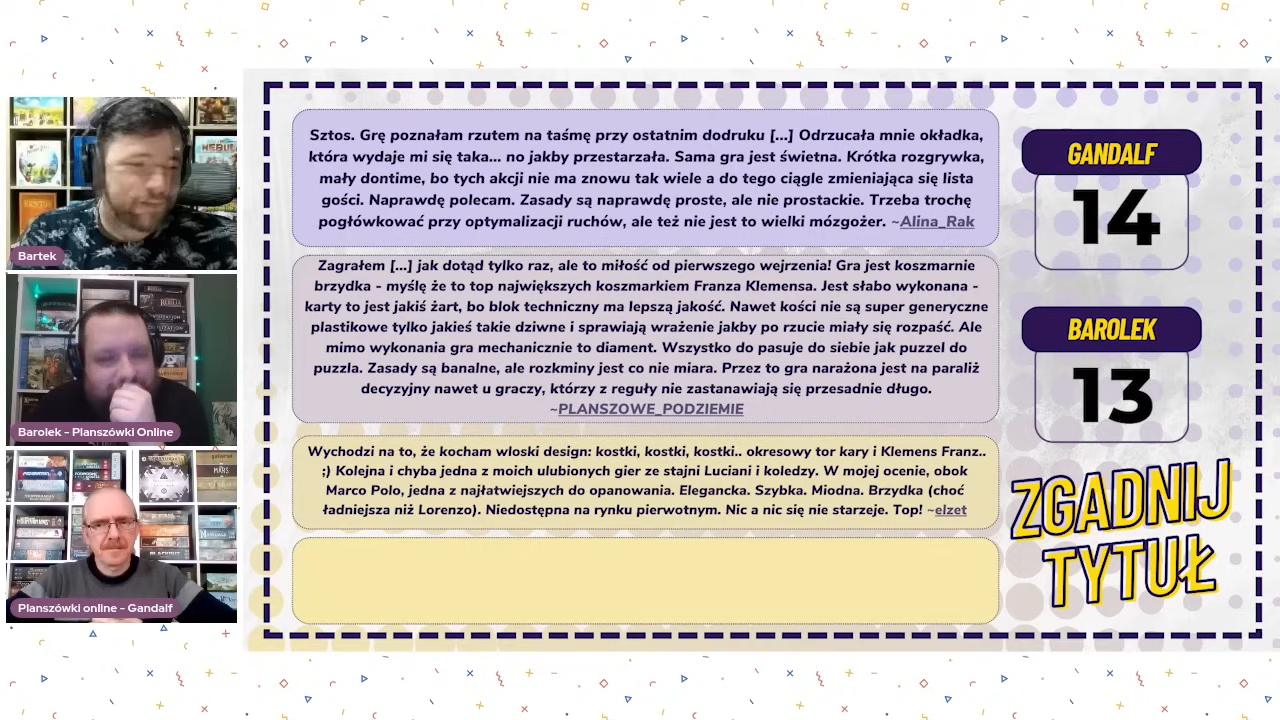 Sztos. Grę poznałam rzutem na taśmę przy ostatnim dodruku [...] Odrzucała mnie okładka,
która wydaje mi się taka... no jakby przestarzała. Sama gra jest świetna. Krótka rozgrywka,
mały dontime, bo tych akcji nie ma znowu tak wiele a do tego ciągle zmieniająca się lista
gości. Naprawdę polecam. Zasady są naprawdę proste, ale nie prostackie. Trzeba trochę
pogłówkować przy optymalizacji ruchów, ale też nie jest to wielki mózgożer. ~Alina_Rak
Zagrałem [...] jak dotąd tylko raz, ale to miłość od pierwszego wejrzenia! Gra jest koszmarnie
brzydka - myślę że to top największych koszmarkiem Franza Klemensa. Jest słabo wykonana -
karty to jest jakiś żart, bo blok techniczny ma lepszą jakość. Nawet kości nie są super generyczne
plastikowe tylko jakieś takie dziwne i sprawiają wrażenie jakby po rzucie miały się rozpaść. Ale
mimo wykonania gra mechanicznie to diament. Wszystko do pasuje do siebie jak puzzel do
puzzla. Zasady są banalne, ale rozkminy jest co nie miara. Przez to gra narażona jest na paraliż
decyzyjny nawet u graczy, którzy z reguły nie zastanawiają się przesadnie długo.
~PLANSZOWE_PODZIEMIE
Wychodzi na to, że kocham wloski design: kostki, kostki, kostki.. okresowy tor kary i Klemens Franz..
;) Kolejna i chyba jedna z moich ulubionych gier ze stajni Luciani i koledzy. W mojej ocenie, obok
Marco Polo, jedna z najłatwiejszych do opanowania. Elegancka. Szybka. Miodna. Brzydka (choć
ładniejsza niż Lorenzo). Niedostępna na rynku pierwotnym. Nic a nic się nie starzeje. Top! ~elzet
GANDALF
14
BAROLEK
13
ZGADNIJ
TYTUŁ
Bartek
Barolek - Planszówki Online
Planszówki online - Gandalf